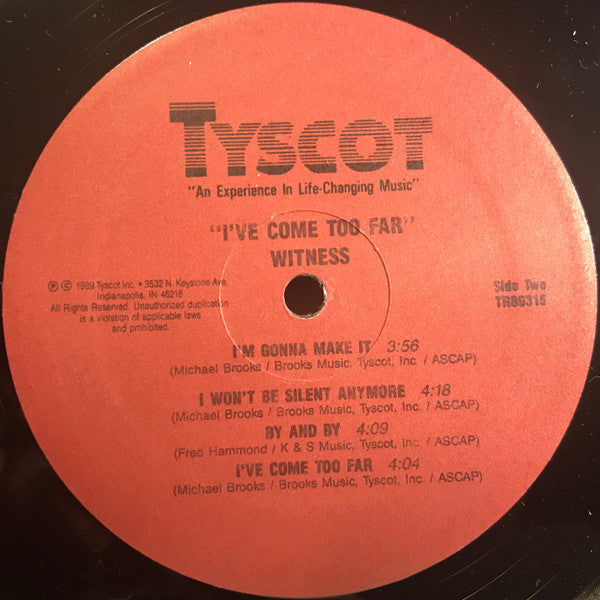 TYSCOT
"An Experience In Life-Changing Music"
"I'VE COME TOO FAR"
WITNESS
Ⓟ © 1989 Tyscot Inc. • 3532 N. Keystone Ave.
Indianapolis, IN 46218
All Rights Reserved. Unauthorized duplication
is a violation of applicable laws
and prohibited.
Side Two
TR89315
I'M GONNA MAKE IT 3:56
(Michael Brooks / Brooks Music, Tyscot, Inc. / ASCAP)
I WON'T BE SILENT ANYMORE 4:18
(Michael Brooks / Brooks Music, Tyscot, Inc. / ASCAP)
BY AND BY 4:09
(Fred Hammond / K & S Music, Tyscot, Inc. / ASCAP)
I'VE COME TOO FAR 4:04
(Michael Brooks / Brooks Music, Tyscot, Inc. / ASCAP)